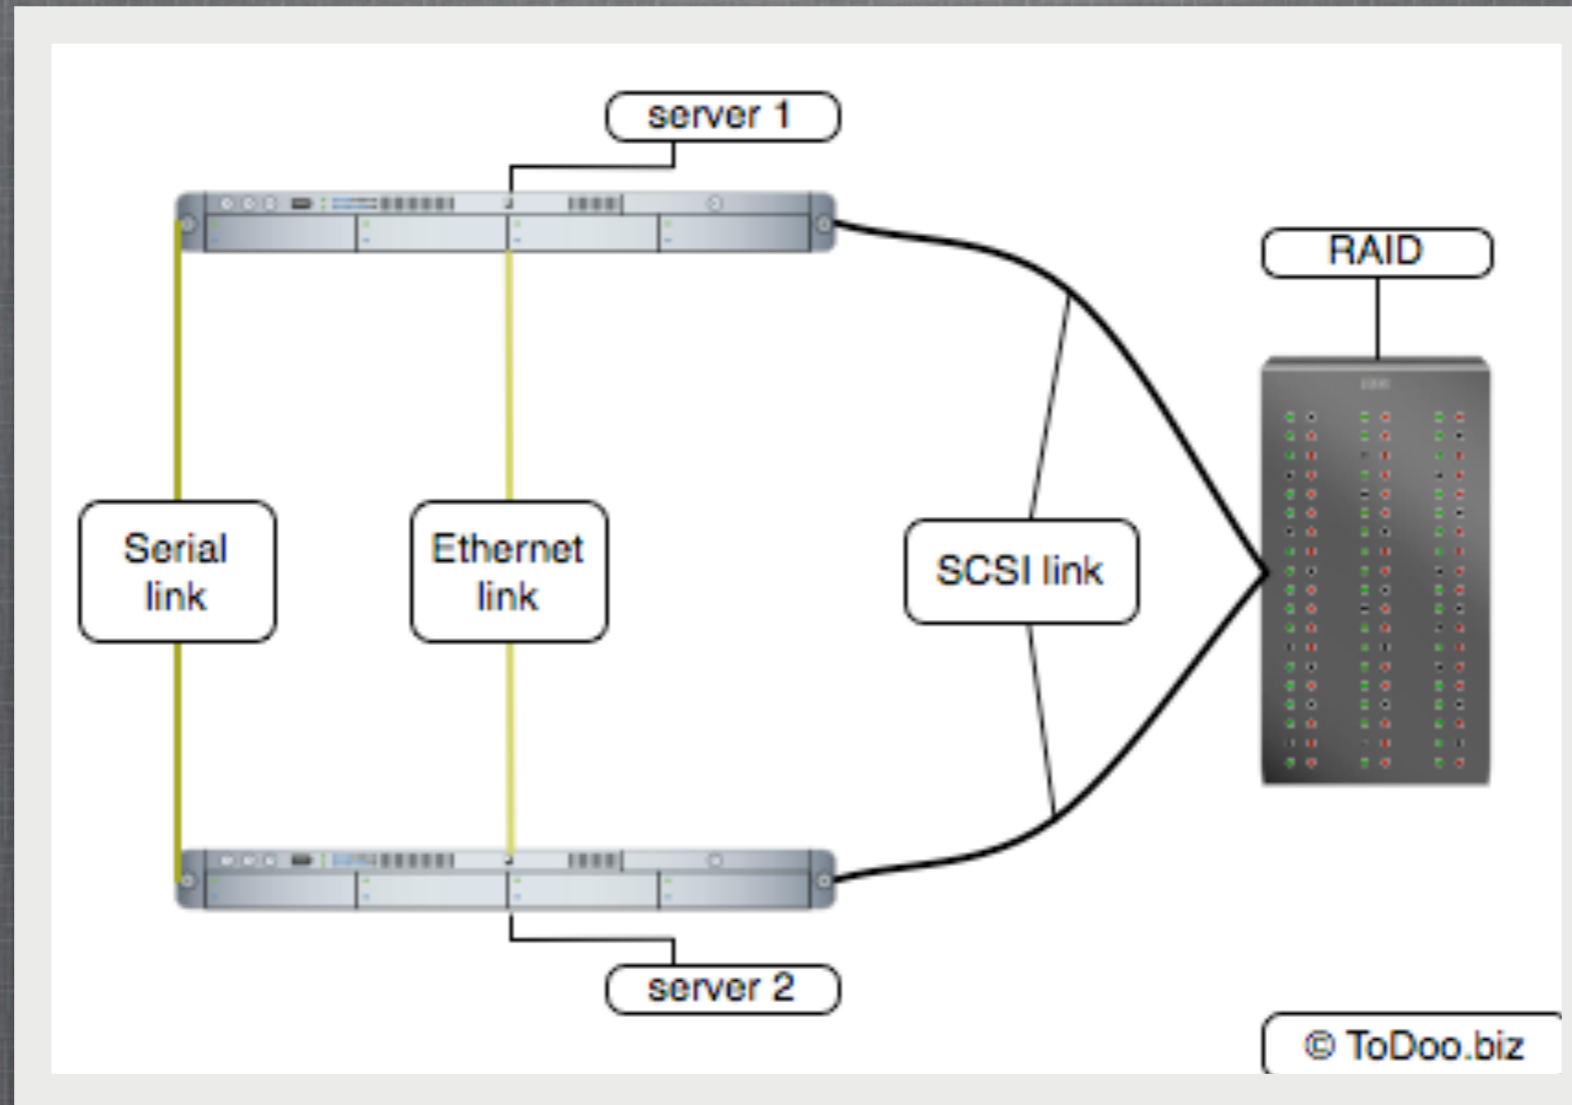 server 1
RAID
Serial
link
Ethernet
link
SCSI link
server 2
© ToDoo.biz